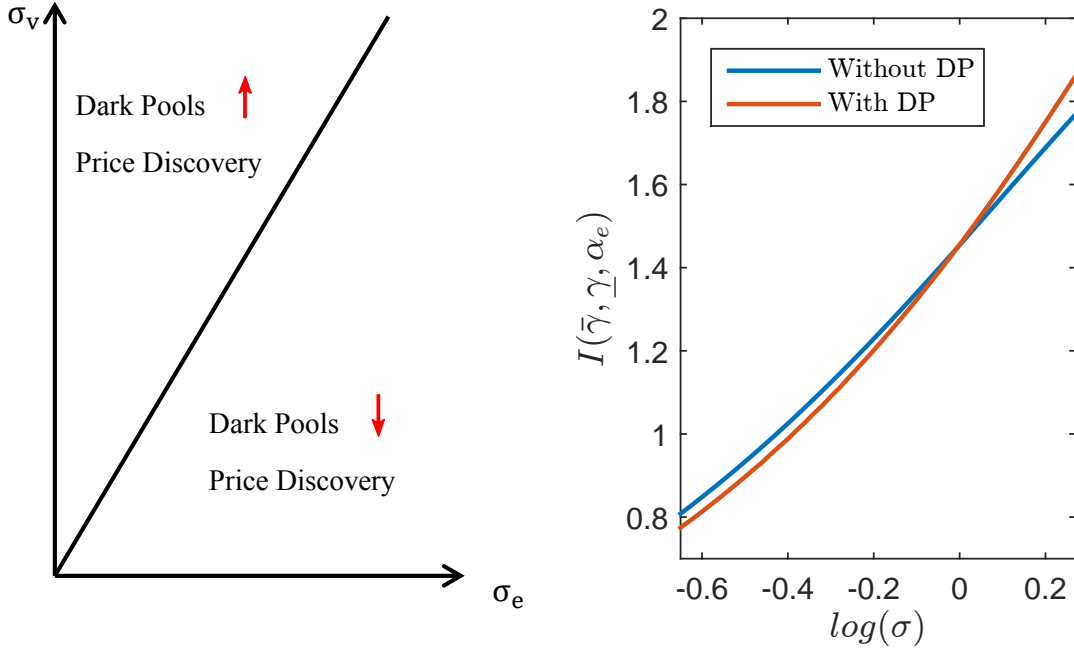 σv
Dark Pools
Price Discovery
Dark Pools
Price Discovery
σe
2
1.8
1.6
1.4
1.2
1
0.8
I(γ̄, γ̲, αe)
Without DP
With DP
-0.6
-0.4
-0.2
0
0.2
log(σ)